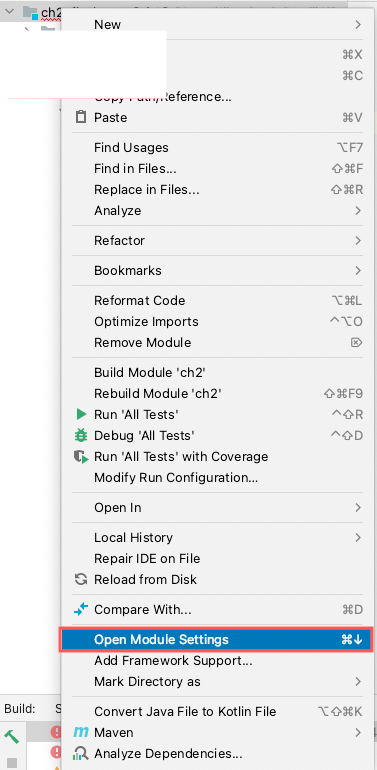 ch2
New
⌘X
⌘C
Copy Path/Reference...
Paste ⌘V
Find Usages ⌥F7
Find in Files... ⇧⌘F
Replace in Files... ⇧⌘R
Analyze
Refactor
Bookmarks
Reformat Code ⌥⌘L
Optimize Imports ^⌥O
Remove Module ⌦
Build Module 'ch2'
Rebuild Module 'ch2' ⇧⌘F9
Run 'All Tests' ^⇧R
Debug 'All Tests' ^⇧D
Run 'All Tests' with Coverage
Modify Run Configuration...
Open In
Local History
Repair IDE on File
Reload from Disk
Compare With... ⌘D
Open Module Settings ⌘↓
Add Framework Support...
Mark Directory as
Build: S
Convert Java File to Kotlin File ⌥⇧⌘K
Maven
Analyze Dependencies...